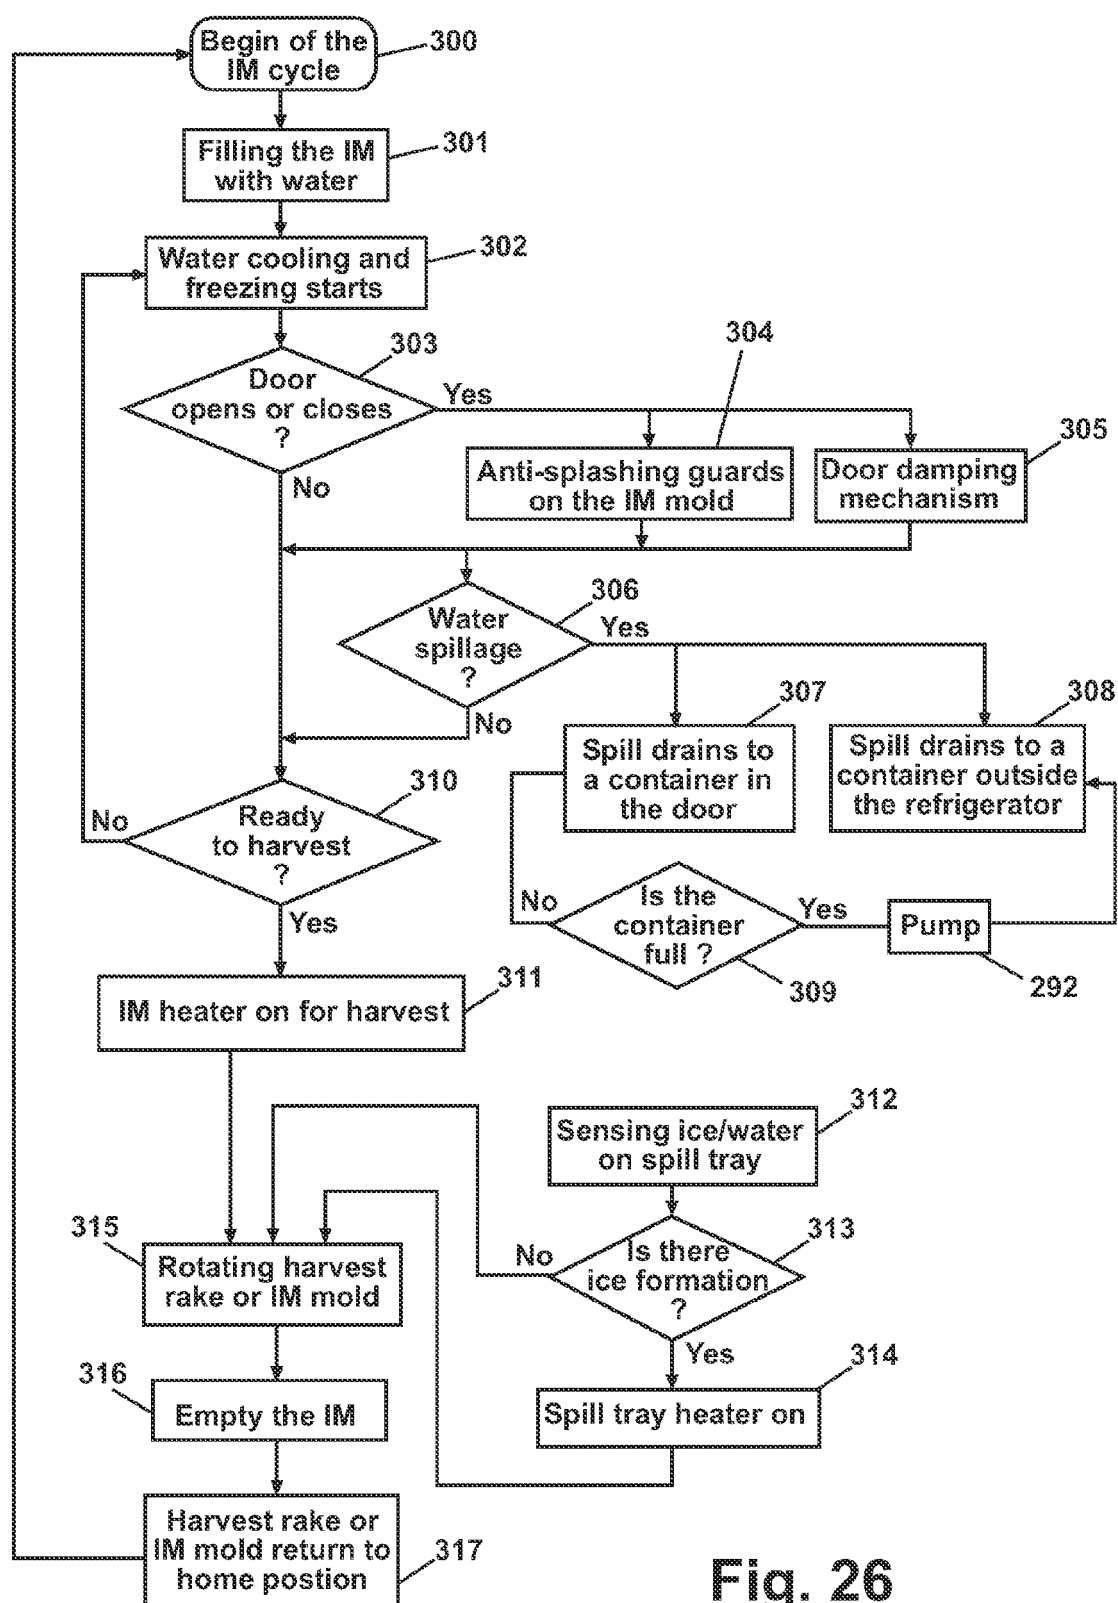 Begin of the
IM cycle
300
Filling the IM
with water
301
Water cooling and
freezing starts
302
303
Door
opens or closes
?
Yes
No
304
Anti-splashing guards
on the IM mold
305
Door damping
mechanism
306
Water
spillage
?
Yes
No
307
Spill drains to
a container in
the door
308
Spill drains to a
container outside
the refrigerator
310
Ready
to harvest
?
No
Yes
Is the
container
full ?
No
Yes
309
Pump
292
311
IM heater on for harvest
312
Sensing ice/water
on spill tray
313
Is there
ice formation
?
No
Yes
314
Spill tray heater on
315
Rotating harvest
rake or IM mold
316
Empty the IM
Harvest rake or
IM mold return to
home postion
317
Fig. 26